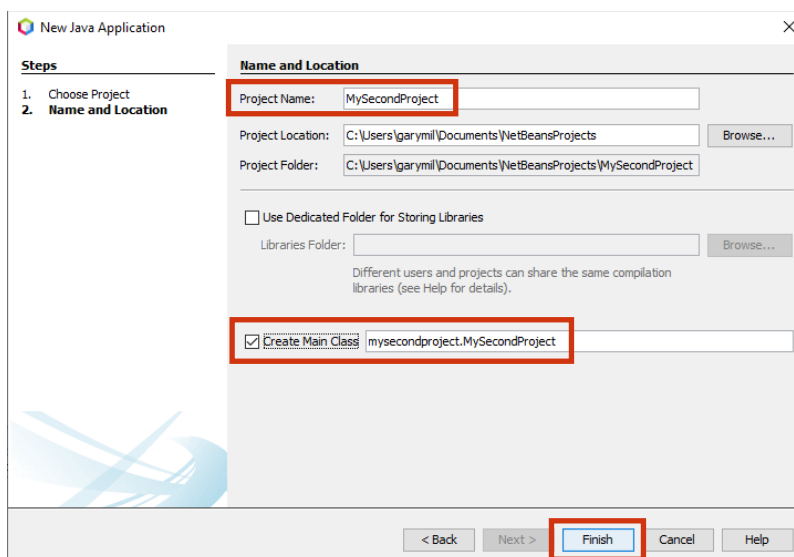 New Java Application
Steps
1. Choose Project
2. Name and Location
Name and Location
Project Name: MySecondProject
Project Location: C:\Users\garymil\Documents\NetBeansProjects Browse...
Project Folder: C:\Users\garymil\Documents\NetBeansProjects\MySecondProject
Use Dedicated Folder for Storing Libraries
Libraries Folder: Browse...
Different users and projects can share the same compilation
libraries (see Help for details).
Create Main Class mysecondproject.MySecondProject
< Back Next > Finish Cancel Help